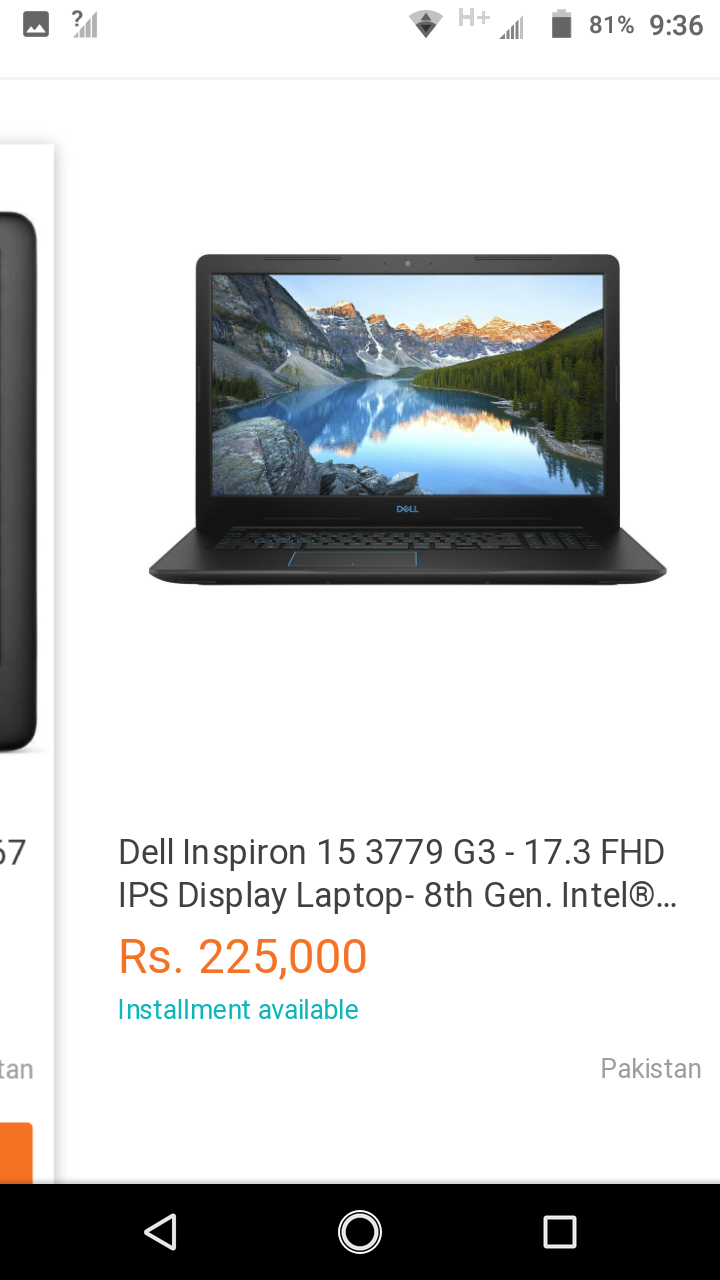 ?
H+
81% 9:36
DELL
67
Dell Inspiron 15 3779 G3 - 17.3 FHD
IPS Display Laptop- 8th Gen. Intel®...
Rs. 225,000
Installment available
tan
Pakistan